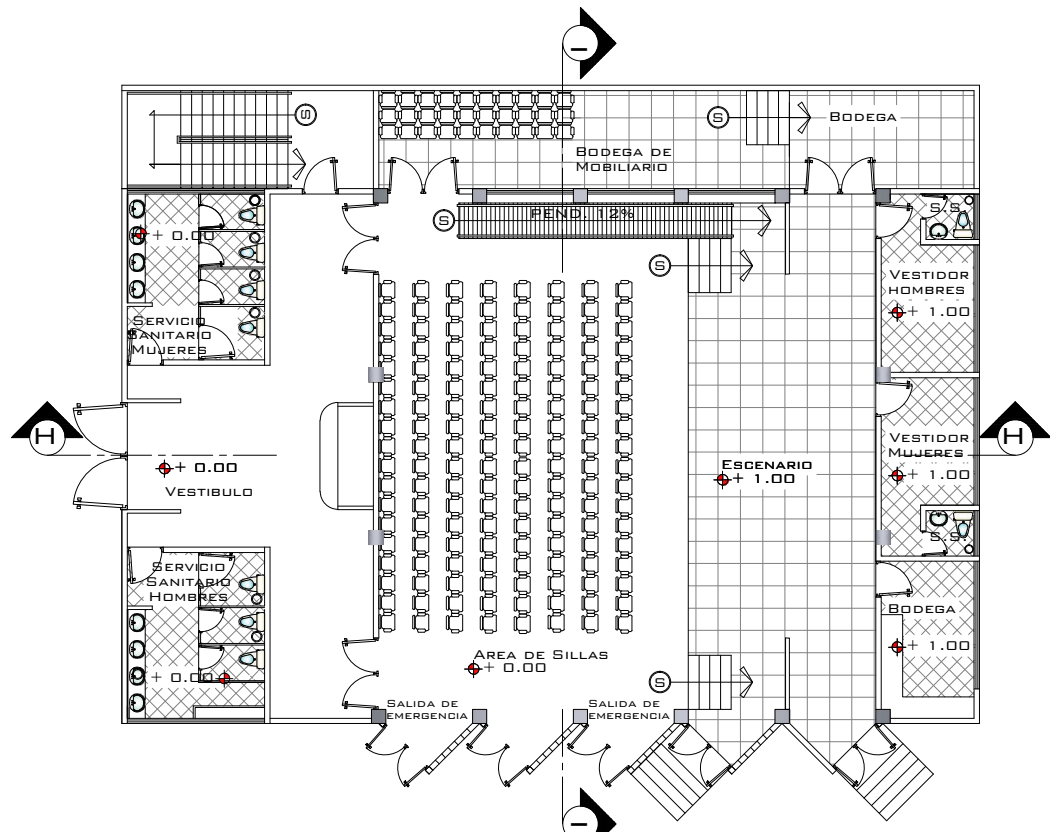 I
S
S
BODEGA
BODEGA DE
MOBILIARIO
S
PEND. 12%
S.S.
+ 0.00
S
VESTIDOR
HOMBRES
+ 1.00
SERVICIO
SANITARIO
MUJERES
H
H
VESTIDOR
MUJERES
+ 0.00
ESCENARIO
+ 1.00
+ 1.00
VESTIBULO
S.S.
SERVICIO
SANITARIO
HOMBRES
BODEGA
+ 1.00
AREA DE SILLAS
+ 0.00
+ 0.00
S
SALIDA DE
EMERGENCIA
SALIDA DE
EMERGENCIA
I